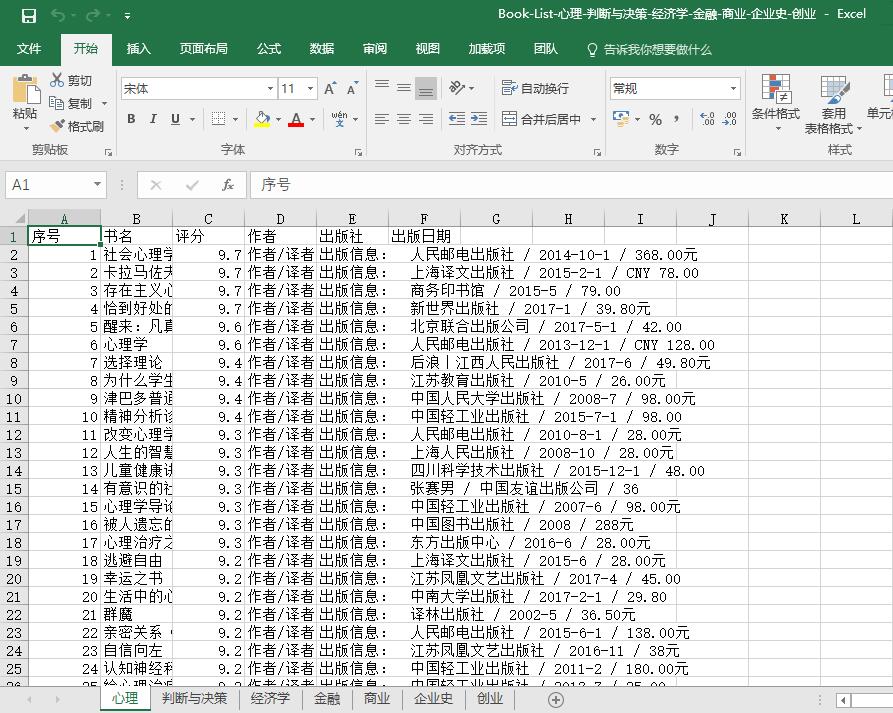 Book-List-心理-判断与决策-经济学-金融-商业-企业史-创业 - Excel
文件 开始 插入 页面布局 公式 数据 审阅 视图 加载项 团队 告诉我你想要做什么
剪切
宋体 11 A A 自动换行 常规
粘贴 复制 条件格式 套用 单元
格式刷 B I U A wén 合并后居中 % , 表格格式
剪贴板 字体 对齐方式 数字 样式
A1 fx 序号
A B C D E F G H I J K L
1 序号 书名 评分 作者 出版社 出版日期
2 1 社会心理学 9.7 作者/译者 出版信息： 人民邮电出版社 / 2014-10-1 / 368.00元
3 2 卡拉马佐夫 9.7 作者/译者 出版信息： 上海译文出版社 / 2015-2-1 / CNY 78.00
4 3 存在主义心 9.7 作者/译者 出版信息： 商务印书馆 / 2015-5 / 79.00
5 4 恰到好处的 9.7 作者/译者 出版信息： 新世界出版社 / 2017-1 / 39.80元
6 5 醒来：凡真 9.6 作者/译者 出版信息： 北京联合出版公司 / 2017-5-1 / 42.00
7 6 心理学 9.6 作者/译者 出版信息： 人民邮电出版社 / 2013-12-1 / CNY 128.00
8 7 选择理论 9.4 作者/译者 出版信息： 后浪丨江西人民出版社 / 2017-6 / 49.80元
9 8 为什么学生 9.4 作者/译者 出版信息： 江苏教育出版社 / 2010-5 / 26.00元
10 9 津巴多普通 9.4 作者/译者 出版信息： 中国人民大学出版社 / 2008-7 / 98.00元
11 10 精神分析诊 9.4 作者/译者 出版信息： 中国轻工业出版社 / 2015-7-1 / 98.00
12 11 改变心理学 9.3 作者/译者 出版信息： 人民邮电出版社 / 2010-8-1 / 28.00元
13 12 人生的智慧 9.3 作者/译者 出版信息： 上海人民出版社 / 2008-10 / 28.00元
14 13 儿童健康讲 9.3 作者/译者 出版信息： 四川科学技术出版社 / 2015-12-1 / 48.00
15 14 有意识的社 9.3 作者/译者 出版信息： 张赛男 / 中国友谊出版公司 / 36
16 15 心理学导论 9.3 作者/译者 出版信息： 中国轻工业出版社 / 2007-6 / 98.00元
17 16 被人遗忘的 9.3 作者/译者 出版信息： 中国图书出版社 / 2008 / 288元
18 17 心理治疗之 9.3 作者/译者 出版信息： 东方出版中心 / 2016-6 / 28.00元
19 18 逃避自由 9.2 作者/译者 出版信息： 上海译文出版社 / 2015-6 / 28.00元
20 19 幸运之书 9.2 作者/译者 出版信息： 江苏凤凰文艺出版社 / 2017-4 / 45.00
21 20 生活中的心 9.2 作者/译者 出版信息： 中南大学出版社 / 2017-2-1 / 29.80
22 21 群魔 9.2 作者/译者 出版信息： 译林出版社 / 2002-5 / 36.50元
23 22 亲密关系 9.2 作者/译者 出版信息： 人民邮电出版社 / 2015-6-1 / 138.00元
24 23 自信向左 9.2 作者/译者 出版信息： 江苏凤凰文艺出版社 / 2016-11 / 38元
25 24 认知神经科 9.2 作者/译者 出版信息： 中国轻工业出版社 / 2011-2 / 180.00元
心理 判断与决策 经济学 金融 商业 企业史 创业